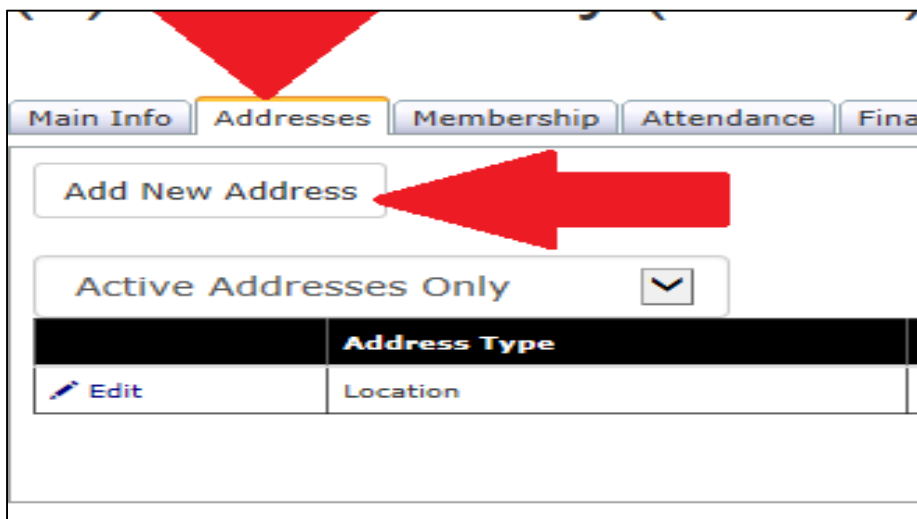 Main Info Addresses Membership Attendance
Add New Address
Active Addresses Only
Address Type
Edit Location